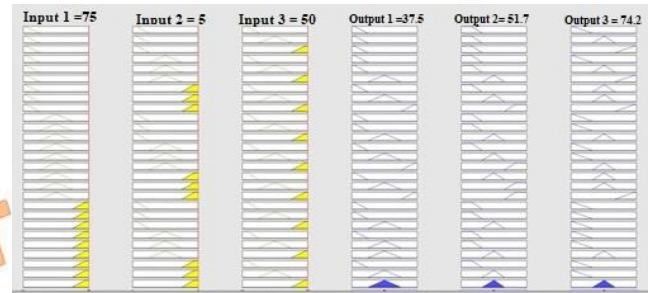 Input 1 =75 Input 2 = 5 Input 3 = 50 Output 1 =37.5 Output 2= 51.7 Output 3 = 74.2